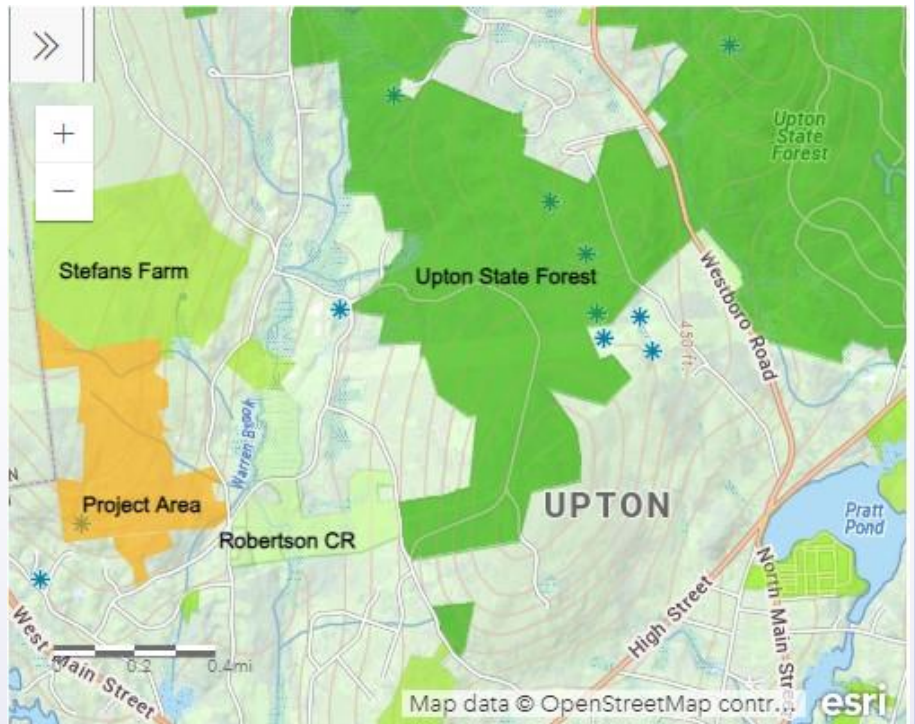 +
−
Stefans Farm
Upton State Forest
Upton
State
Forest
Westboro Road
450 ft.
Warren Brook
Project Area
Robertson CR
N
UPTON
Pratt
Pond
High Street
North Main Stre
West Main Street
0.2
0.4mi
Map data © OpenStreetMap contr...
esri